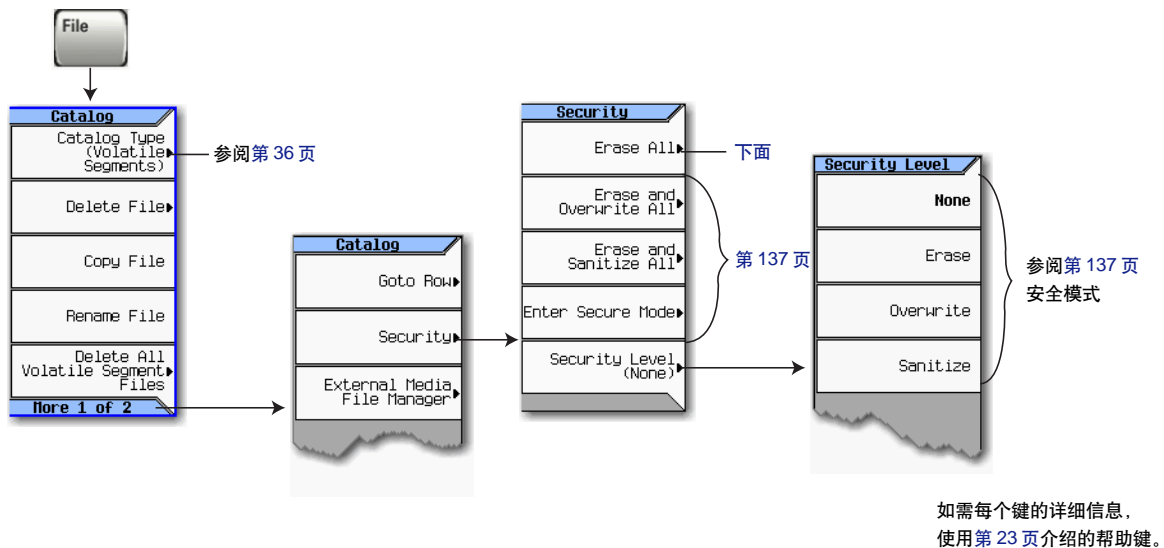 File
Catalog
Catalog Type
(Volatile
Segments)
参阅第 36 页
Delete File
Copy File
Rename File
Delete All
Volatile Segment
Files
More 1 of 2
Catalog
Goto Row
Security
External Media
File Manager
Security
Erase All
下面
Erase and
Overwrite All
Erase and
Sanitize All
第 137 页
Enter Secure Mode
Security Level
(None)
Security Level
None
Erase
Overwrite
Sanitize
参阅第 137 页
安全模式
如需每个键的详细信息，
使用第 23 页介绍的帮助键。